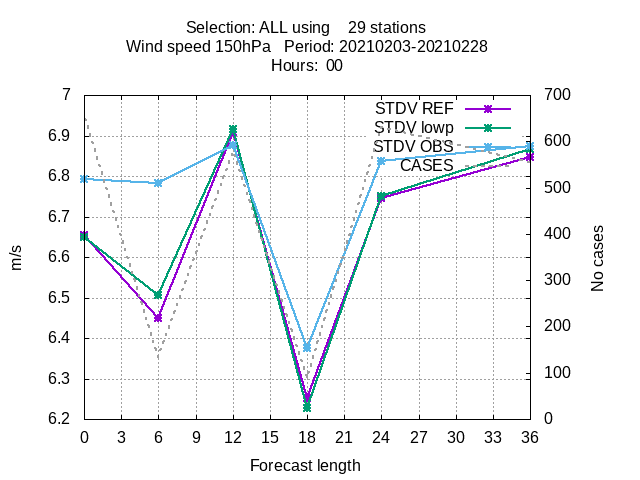 Selection: ALL using 29 stations
Wind speed 150hPa Period: 20210203-20210228
Hours: 00
7
6.9
6.8
6.7
6.6
6.5
6.4
6.3
6.2
m/s
STDV REF
STDV lowp
STDV OBS
CASES
700
600
500
400
300
200
100
0
No cases
0 3 6 9 12 15 18 21 24 27 30 33 36
Forecast length